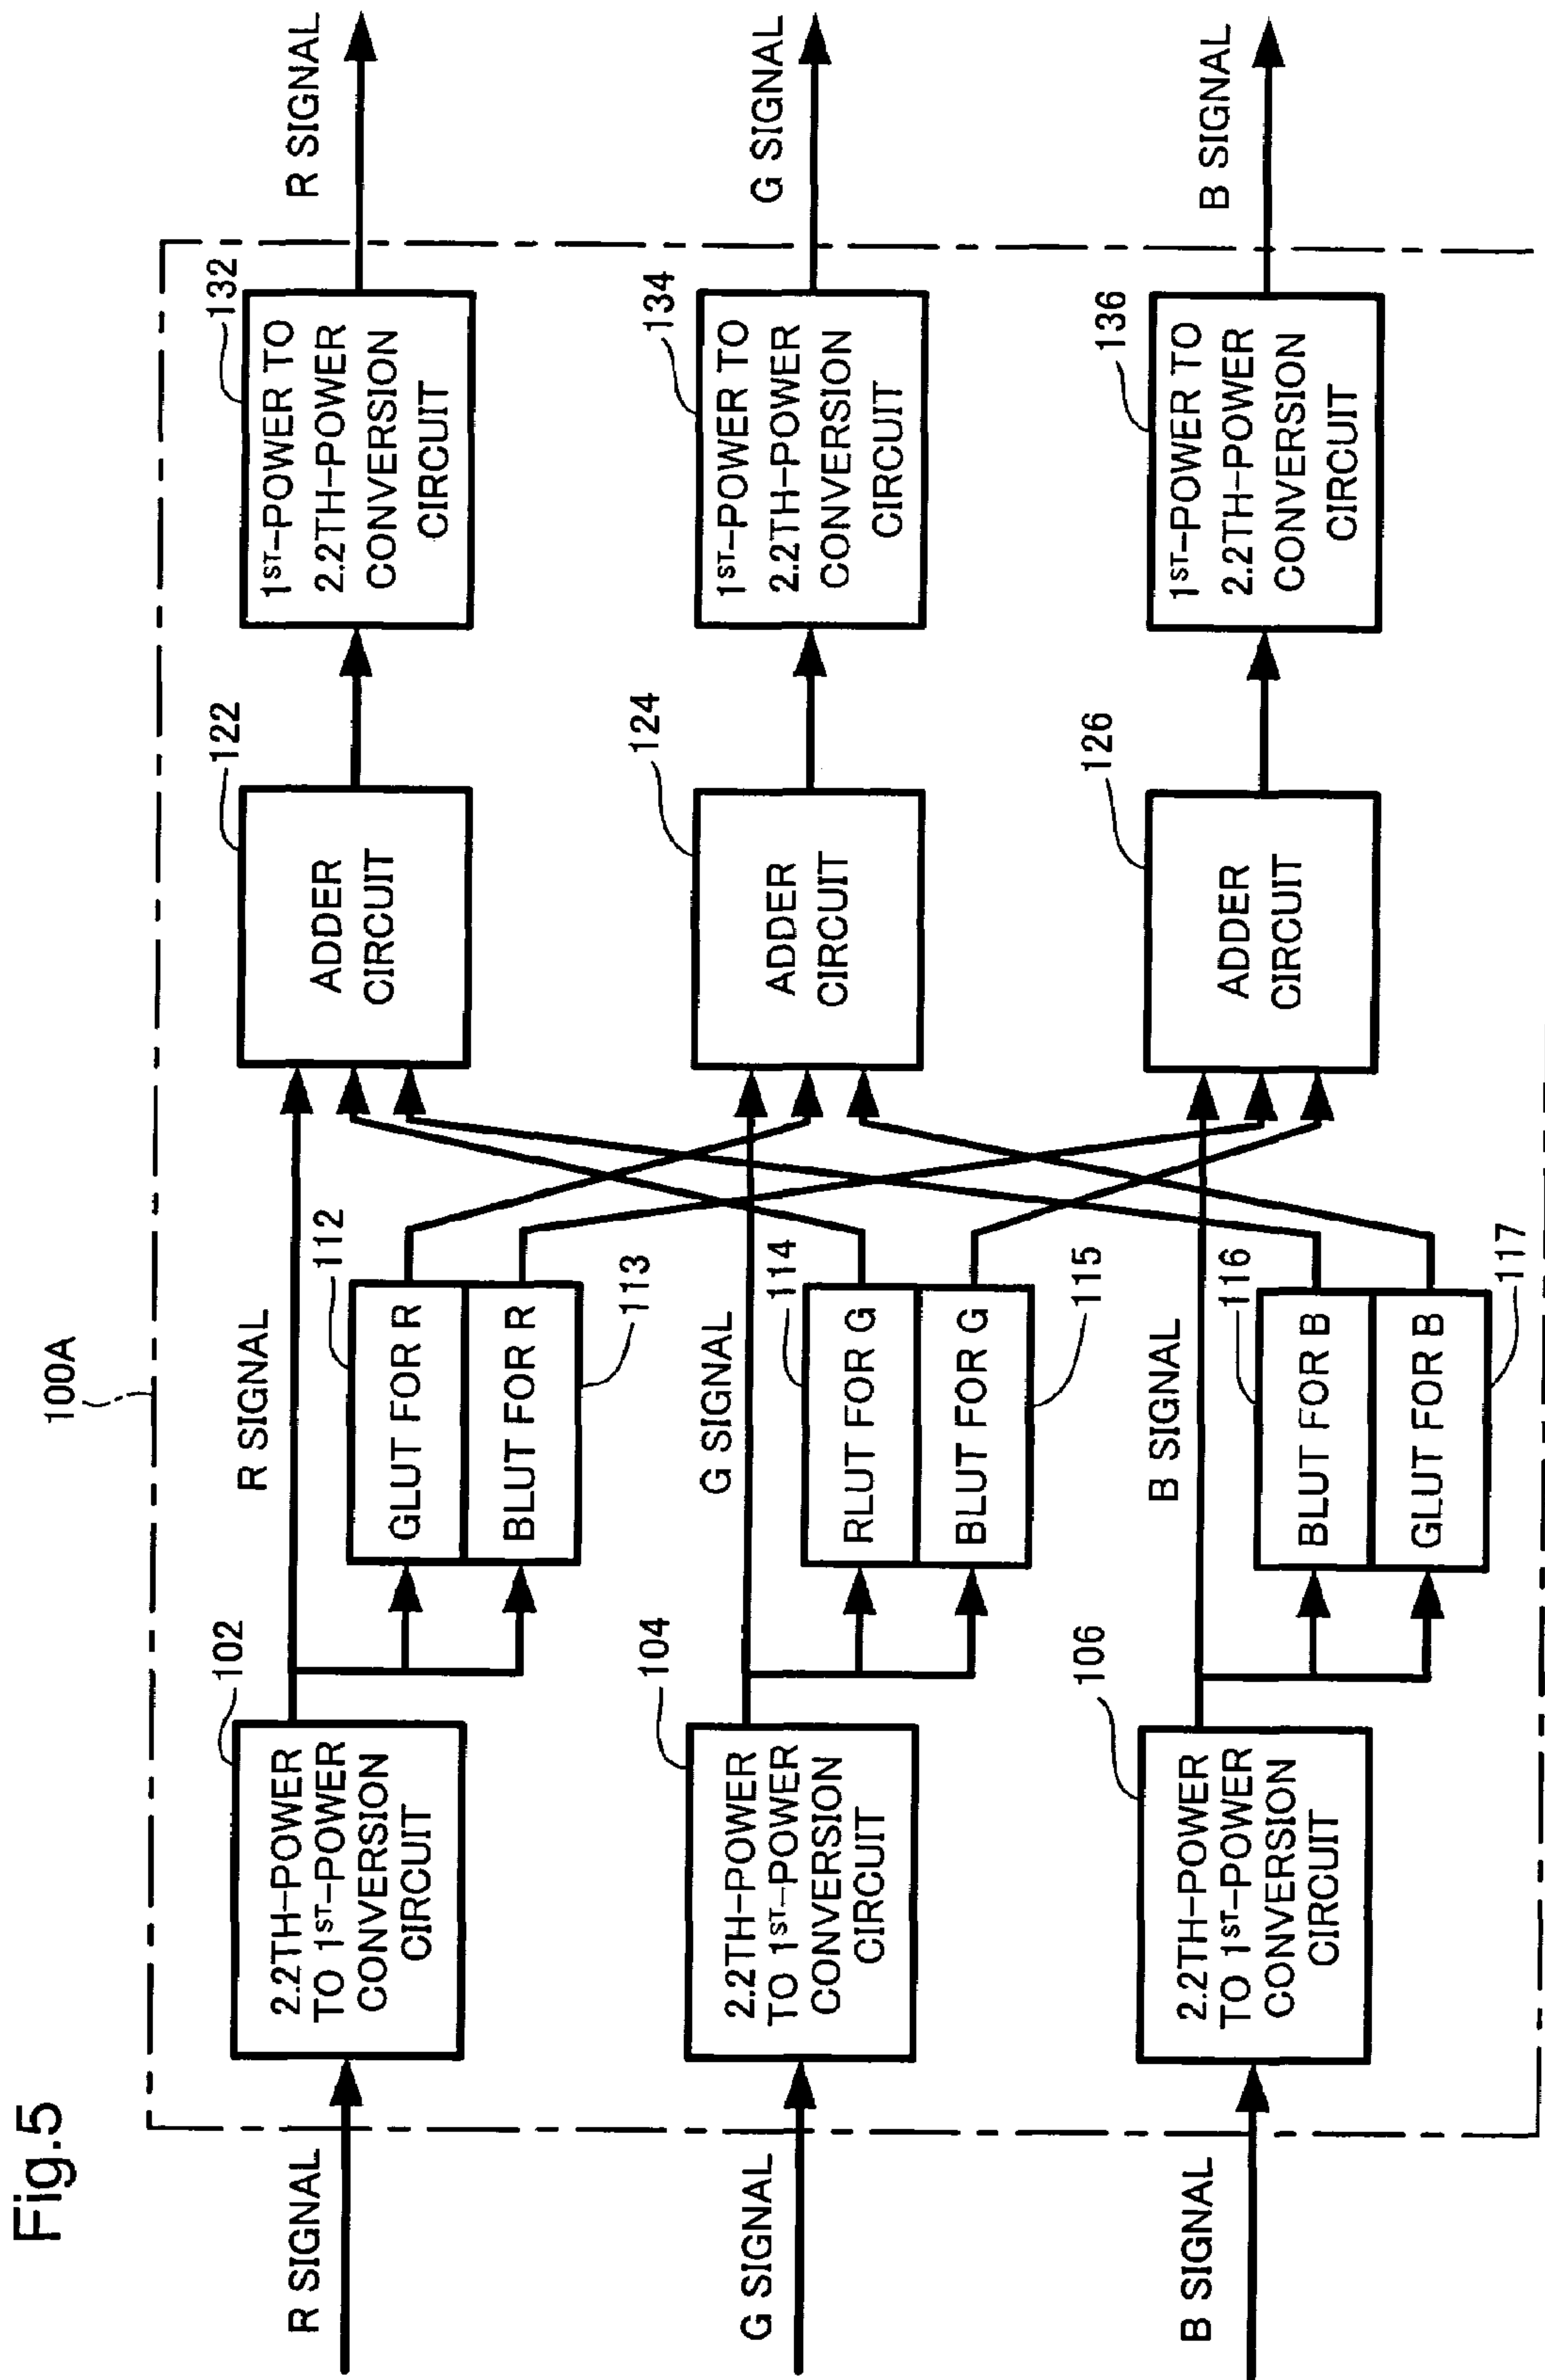 Fig.5
100A
R SIGNAL
102
2.2TH-POWER
TO 1ST-POWER
CONVERSION
CIRCUIT
R SIGNAL
112
GLUT FOR R
BLUT FOR R
113
122
ADDER
CIRCUIT
132
1ST-POWER TO
2.2TH-POWER
CONVERSION
CIRCUIT
R SIGNAL
G SIGNAL
104
2.2TH-POWER
TO 1ST-POWER
CONVERSION
CIRCUIT
G SIGNAL
114
RLUT FOR G
BLUT FOR G
115
124
ADDER
CIRCUIT
134
1ST-POWER TO
2.2TH-POWER
CONVERSION
CIRCUIT
G SIGNAL
B SIGNAL
106
2.2TH-POWER
TO 1ST-POWER
CONVERSION
CIRCUIT
B SIGNAL
116
BLUT FOR B
GLUT FOR B
117
126
ADDER
CIRCUIT
136
1ST-POWER TO
2.2TH-POWER
CONVERSION
CIRCUIT
B SIGNAL